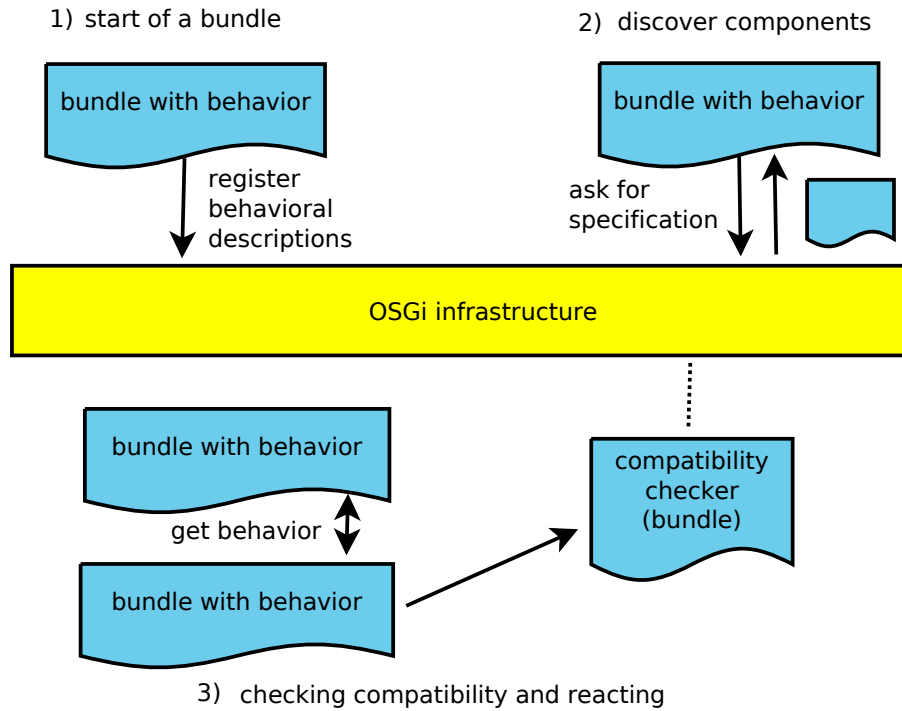 1) start of a bundle
2) discover components
bundle with behavior
bundle with behavior
register
behavioral
descriptions
ask for
specification
OSGi infrastructure
bundle with behavior
compatibility
checker
(bundle)
get behavior
bundle with behavior
3) checking compatibility and reacting